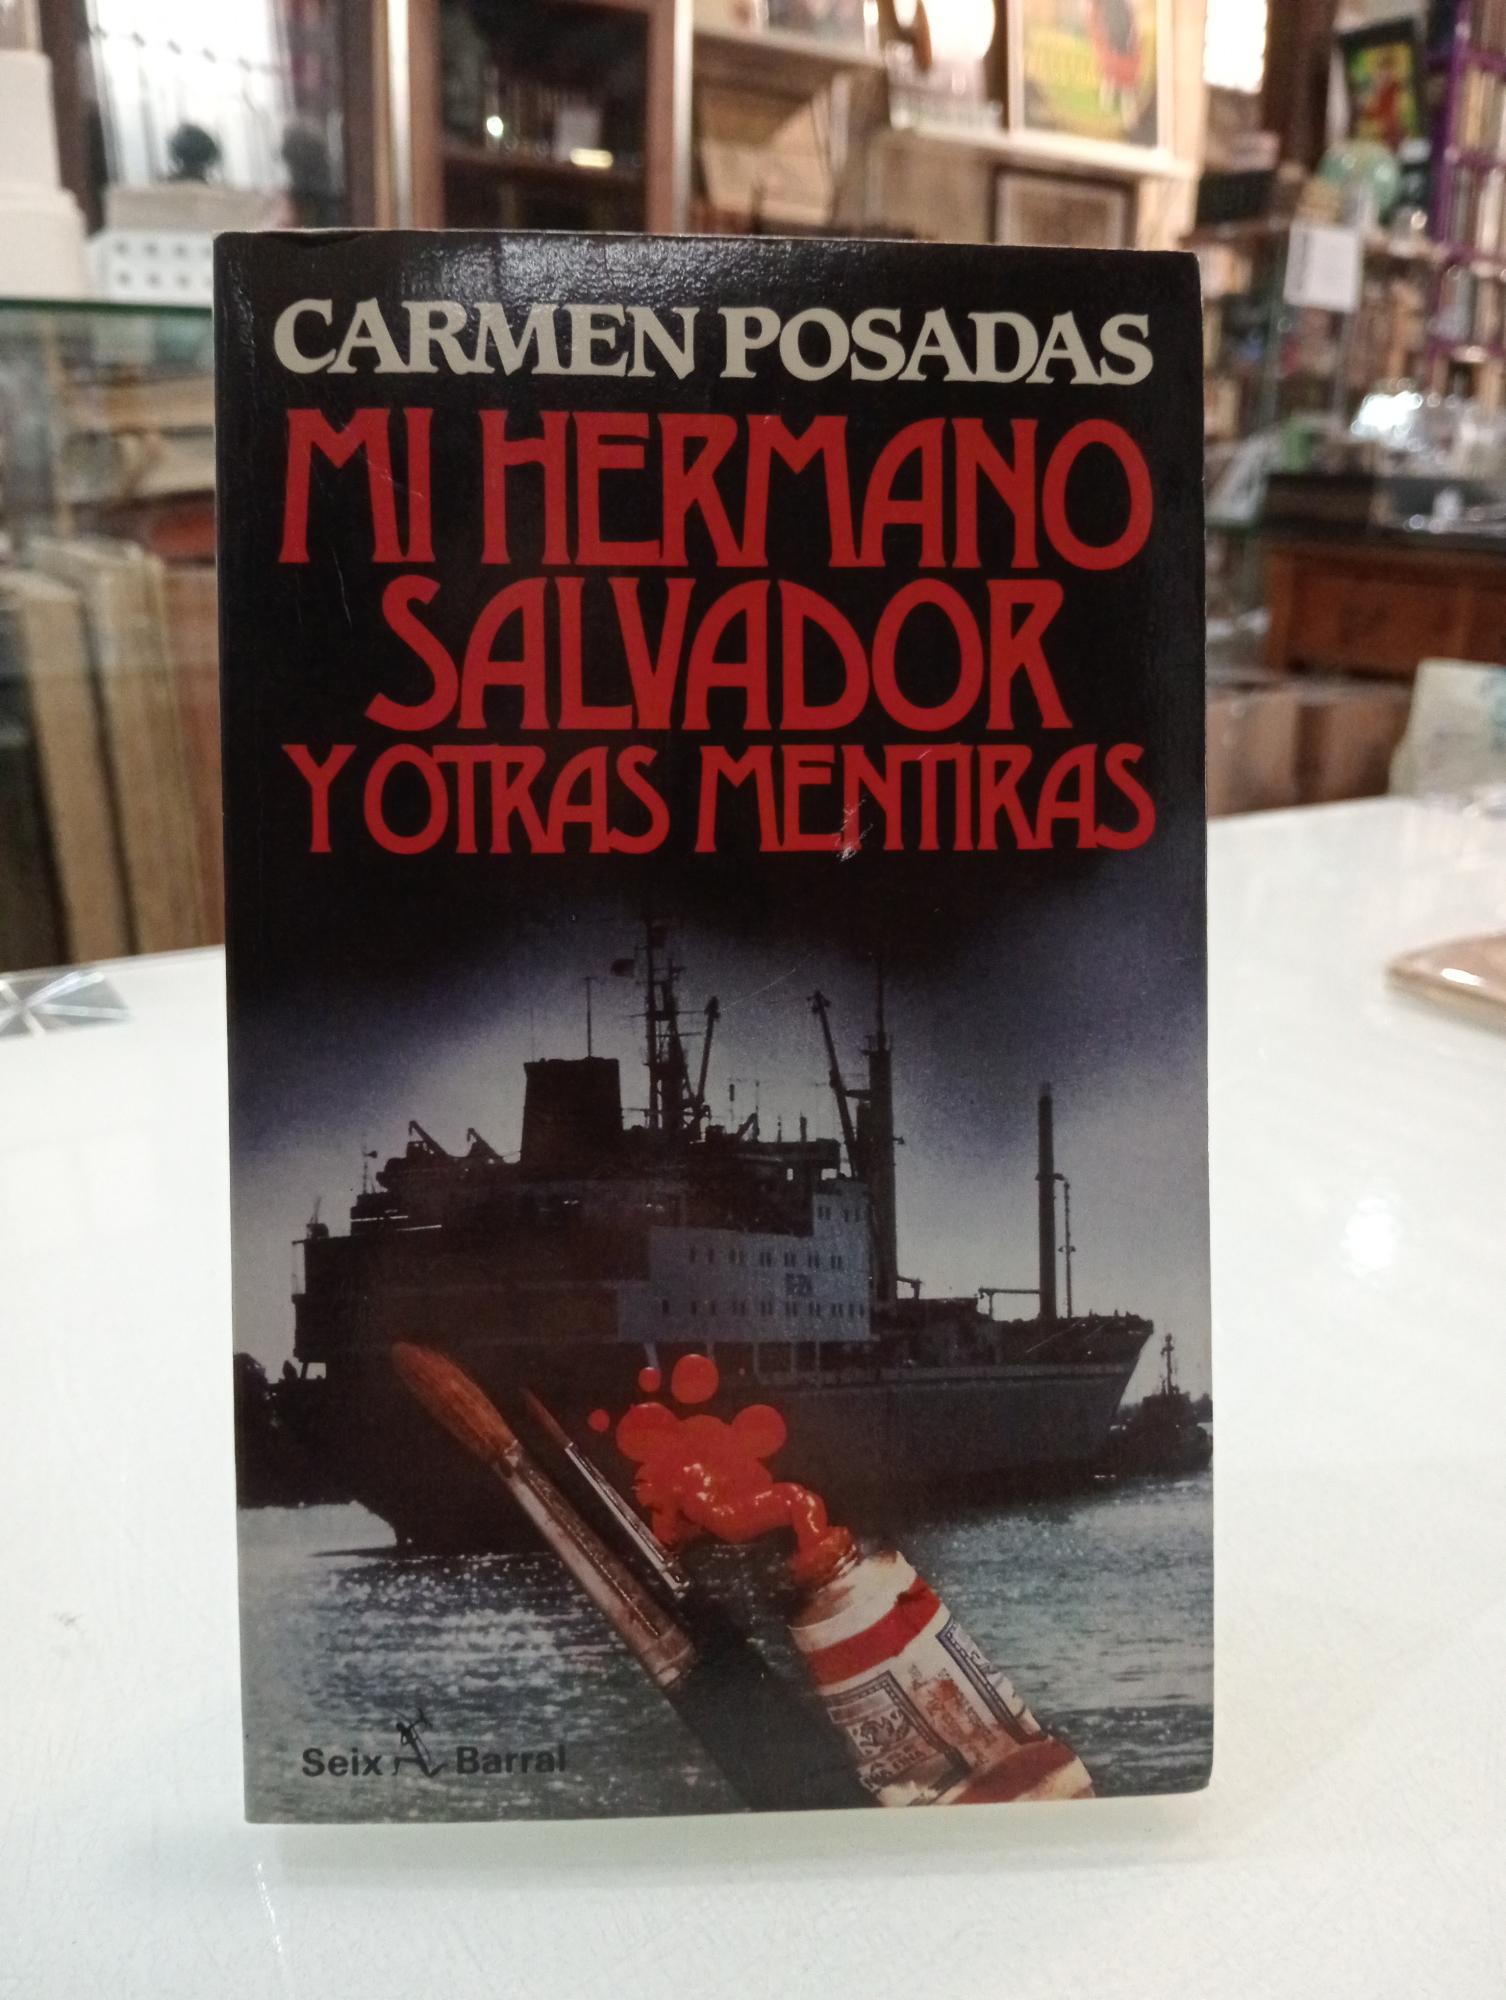 CARMEN POSADAS
MI HERMANO
SALVADOR
Y OTRAS MENTIRAS
Seix Barral